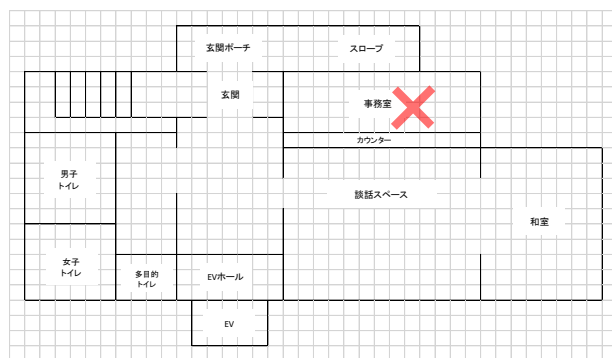 玄関ポーチ
スロープ
玄関
事務室
カウンター
男子
トイレ
談話スペース
和室
女子
トイレ
多目的
トイレ
EVホール
EV